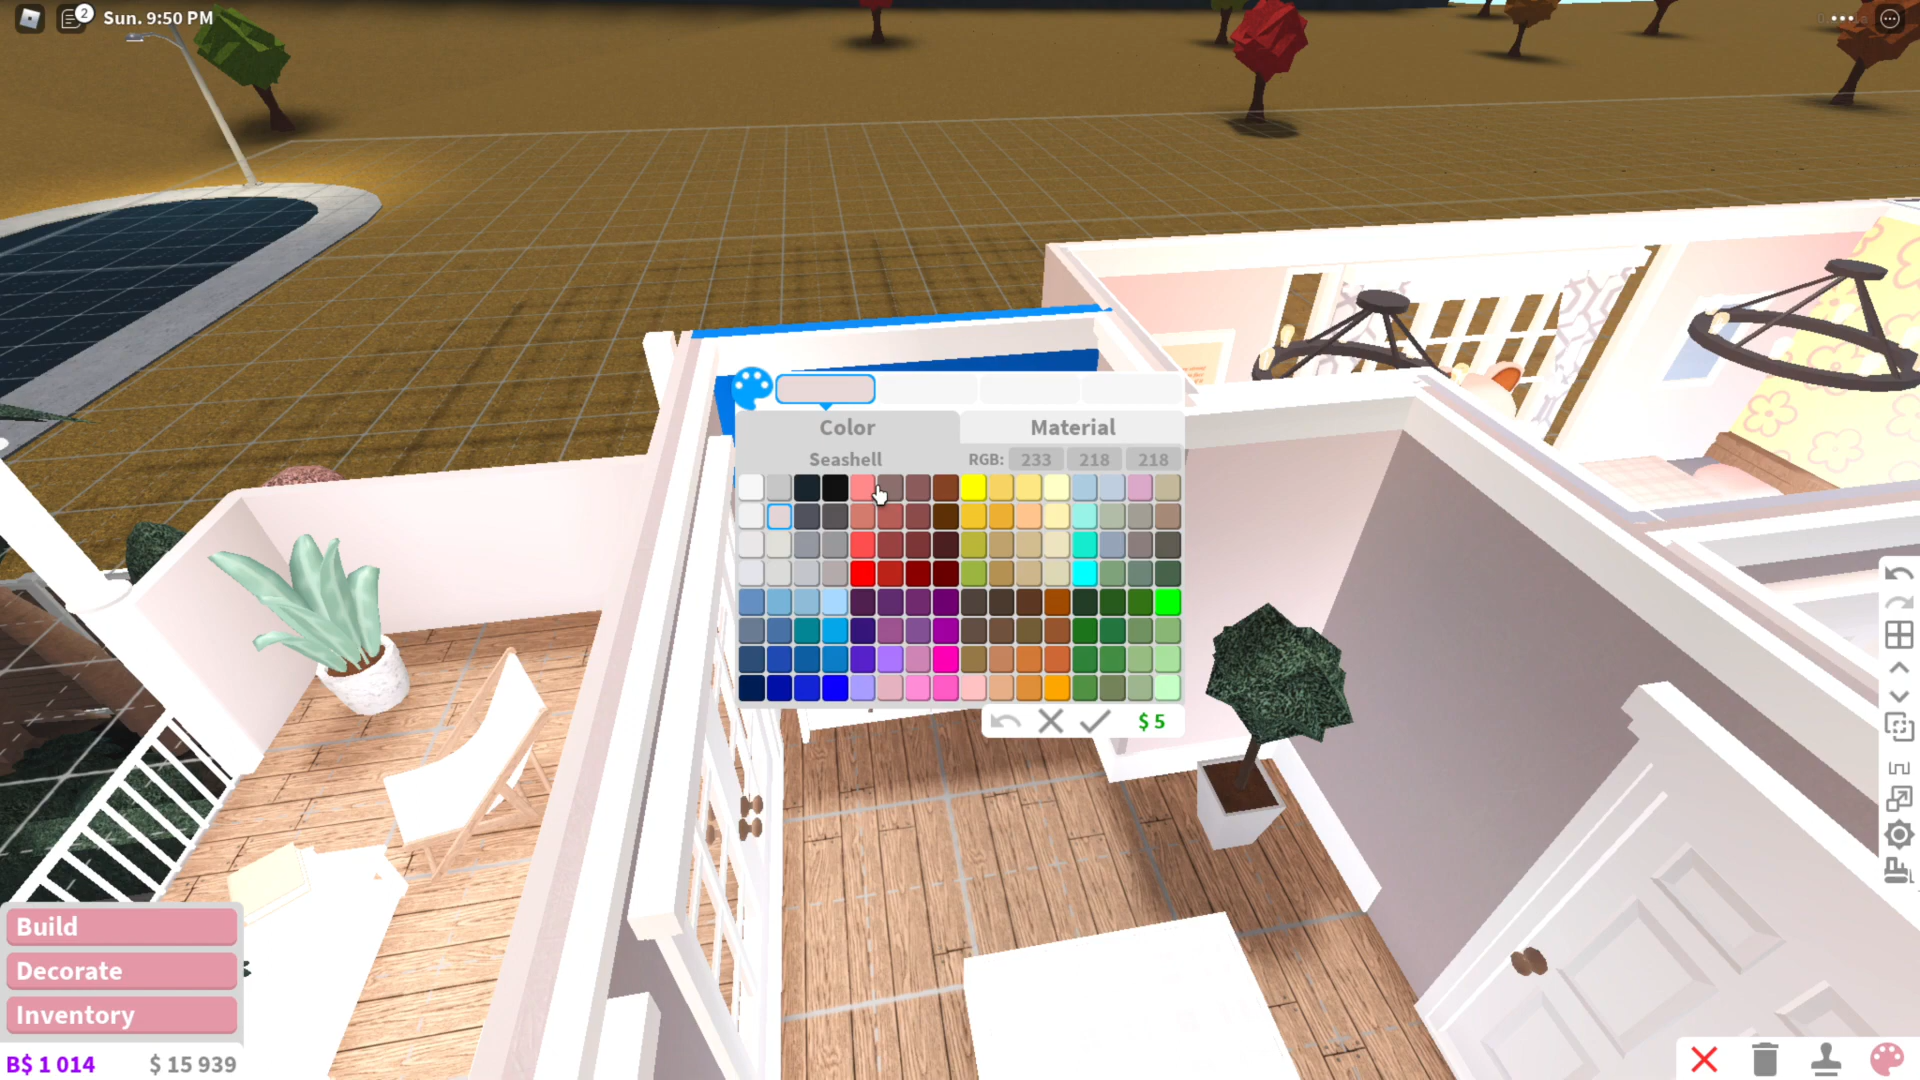 2
Sun. 9:50 PM
Color
Material
Seashell
RGB: 233 218 218
$ 5
Build
Decorate
Inventory
B$ 1 014
$ 15 939